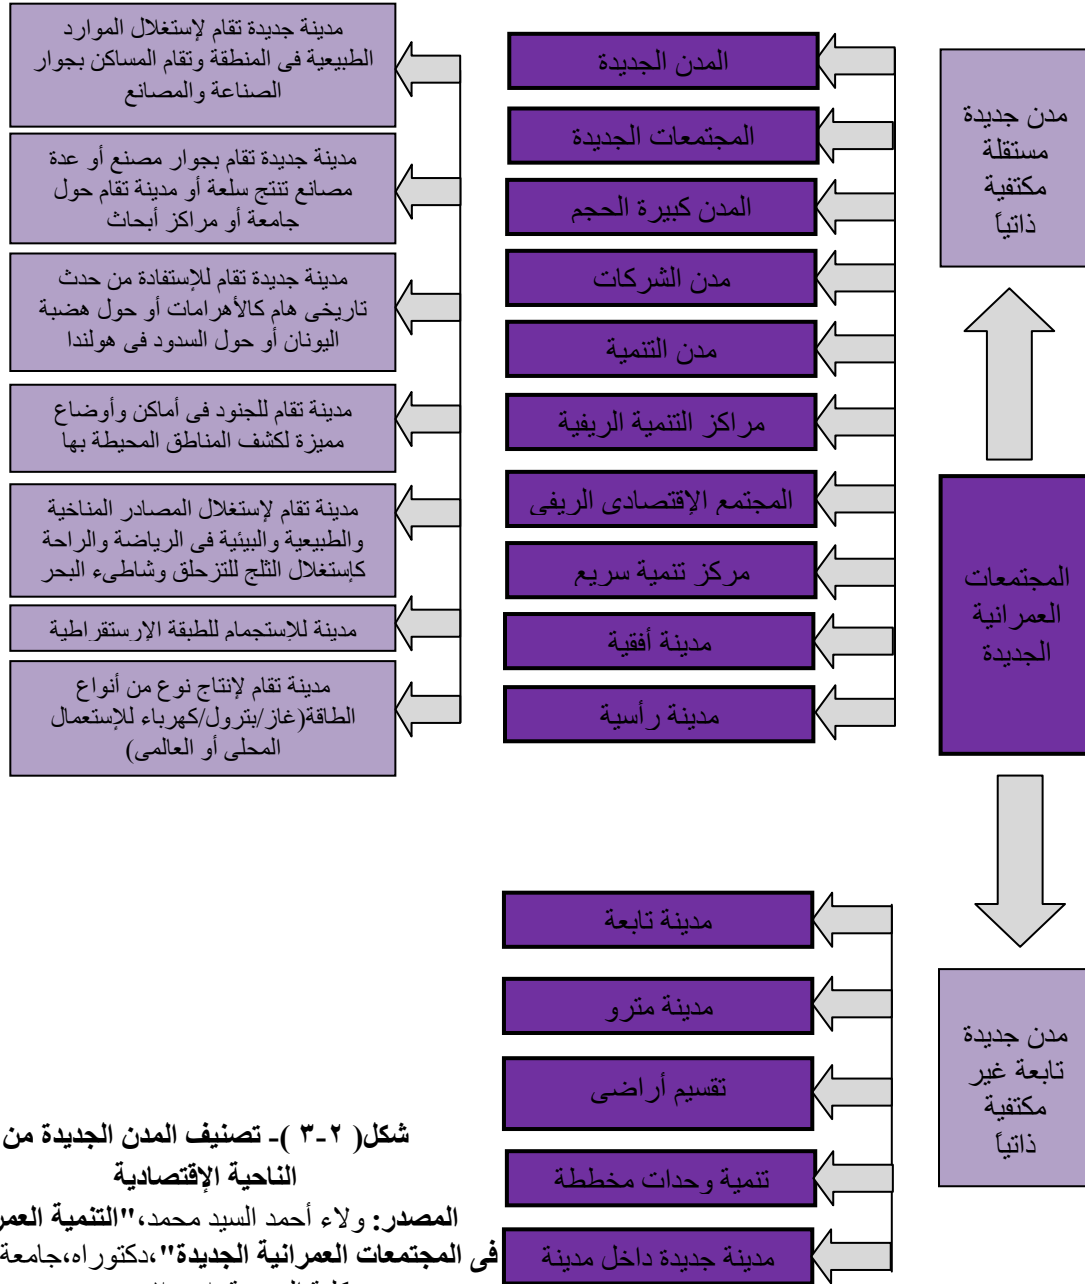 مدن جديدة
مستقلة
مكتفية
ذاتياً
المجتمعات
العمرانية
الجديدة
مدن جديدة
تابعة غير
مكتفية
ذاتياً
المدن الجديدة
المجتمعات الجديدة
المدن كبيرة الحجم
مدن الشركات
مدن التنمية
مراكز التنمية الريفية
المجتمع الإقتصادى الريفى
مركز تنمية سريع
مدينة أفقية
مدينة رأسية
مدينة جديدة تقام لإستغلال الموارد
الطبيعية فى المنطقة وتقام المساكن بجوار
الصناعة والمصانع
مدينة جديدة تقام بجوار مصنع أو عدة
مصانع تنتج سلعة أو مدينة تقام حول
جامعة أو مراكز أبحاث
مدينة جديدة تقام للإستفادة من حدث
تاريخى هام كالأهرامات أو حول هضبة
اليونان أو حول السدود فى هولندا
مدينة تقام للجنود فى أماكن وأوضاع
مميزة لكشف المناطق المحيطة بها
مدينة تقام لإستغلال المصادر المناخية
والطبيعية والبيئية فى الرياضة والراحة
كإستغلال الثلج للتزحلق وشاطىء البحر
مدينة للإستجمام للطبقة الإرستقراطية
مدينة تقام لإنتاج نوع من أنواع
الطاقة(غاز/بترول/كهرباء للإستعمال
المحلى أو العالمى)
مدينة تابعة
مدينة مترو
تقسيم أراضى
تنمية وحدات مخططة
مدينة جديدة داخل مدينة
شكل( ٢-٣ )- تصنيف المدن الجديدة من
الناحية الإقتصادية
المصدر: ولاء أحمد السيد محمد،"التنمية
فى المجتمعات العمرانية الجديدة"،دكتوراه،جامعة